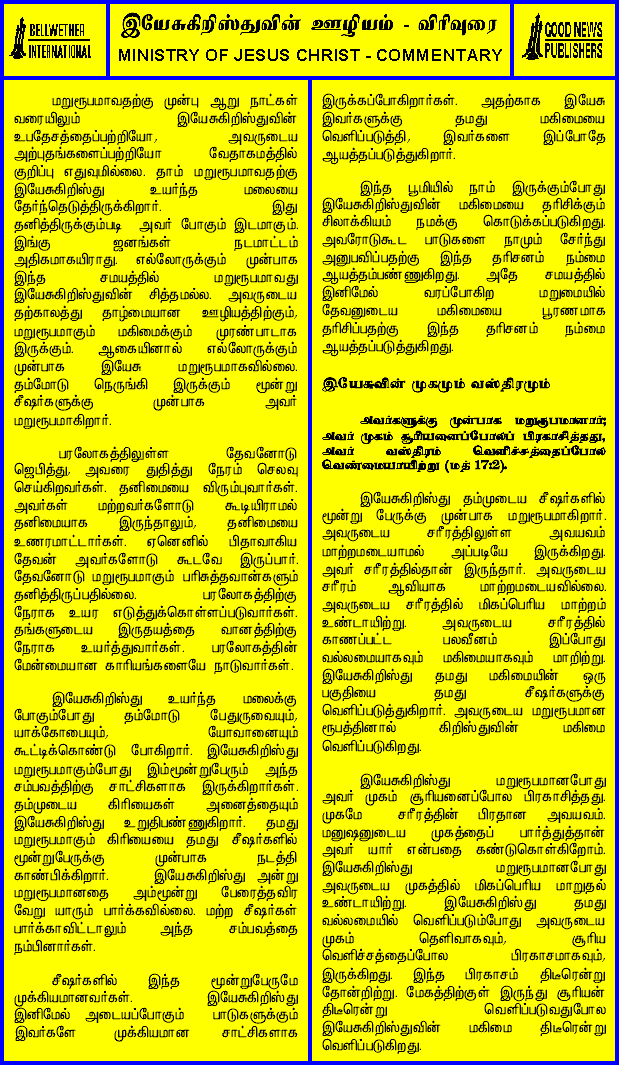 BELLWETHER
INTERNATIONAL
இயேசுகிறிஸ்துவின் ஊழியம் - விரிவுரை
MINISTRY OF JESUS CHRIST - COMMENTARY
GOOD NEWS
PUBLISHERS
மறுரூபமாவதற்கு முன்பு ஆறு நாட்கள்
வரையிலும் இயேசுகிறிஸ்துவின்
உபதேசத்தைப்பற்றியோ, அவருடைய
அற்புதங்களைப்பற்றியோ வேதாகமத்தில்
குறிப்பு எதுவுமில்லை. தாம் மறுரூபமாவதற்கு
இயேசுகிறிஸ்து உயர்ந்த மலையை
தேர்ந்தெடுத்திருக்கிறார். இது
தனித்திருக்கும்படி அவர் போகும் இடமாகும்.
இங்கு ஜனங்கள் நடமாட்டம்
அதிகமாகயிராது. எல்லோருக்கும் முன்பாக
இந்த சமயத்தில் மறுரூபமாவது
இயேசுகிறிஸ்துவின் சித்தமல்ல. அவருடைய
தற்காலத்து தாழ்மையான ஊழியத்திற்கும்,
மறுரூபமாகும் மகிமைக்கும் முரண்பாடாக
இருக்கும். ஆகையினால் எல்லோருக்கும்
முன்பாக இயேசு மறுரூபமாகவில்லை.
தம்மோடு நெருங்கி இருக்கும் மூன்று
சீஷர்களுக்கு முன்பாக அவர்
மறுரூபமாகிறார்.
பரலோகத்திலுள்ள தேவனோடு
ஜெபித்து, அவரை துதித்து நேரம் செலவு
செய்கிறவர்கள். தனிமையை விரும்புவார்கள்.
அவர்கள் மற்றவர்களோடு கூடியிராமல்
தனிமையாக இருந்தாலும், தனிமையை
உணரமாட்டார்கள். ஏனெனில் பிதாவாகிய
தேவன் அவர்களோடு கூடவே இருப்பார்.
தேவனோடு மறுரூபமாகும் பரிசுத்தவான்களும்
தனித்திருப்பதில்லை. பரலோகத்திற்கு
நேராக உயர எடுத்துக்கொள்ளப்படுவார்கள்.
தங்களுடைய இருதயத்தை வானத்திற்கு
நேராக உயர்த்துவார்கள். பரலோகத்தின்
மேன்மையான காரியங்களையே நாடுவார்கள்.
இயேசுகிறிஸ்து உயர்ந்த மலைக்கு
போகும்போது தம்மோடு பேதுருவையும்,
யாக்கோபையும், யோவானையும்
கூட்டிக்கொண்டு போகிறார். இயேசுகிறிஸ்து
மறுரூபமாகும்போது இம்மூன்றுபேரும் அந்த
சம்பவத்திற்கு சாட்சிகளாக இருக்கிறார்கள்.
தம்முடைய கிரியைகள் அனைத்தையும்
இயேசுகிறிஸ்து உறுதிபண்ணுகிறார். தமது
மறுரூபமாகும் கிரியையை தமது சீஷர்களில்
மூன்றுபேருக்கு முன்பாக நடத்தி
காண்பிக்கிறார். இயேசுகிறிஸ்து அன்று
மறுரூபமானதை அம்மூன்று பேரைத்தவிர
வேறு யாரும் பார்க்கவில்லை. மற்ற சீஷர்கள்
பார்க்காவிட்டாலும் அந்த சம்பவத்தை
நம்பினார்கள்.
சீஷர்களில் இந்த மூன்றுபேருமே
முக்கியமானவர்கள். இயேசுகிறிஸ்து
இனிமேல் அடையப்போகும் பாடுகளுக்கும்
இவர்களே முக்கியமான சாட்சிகளாக
இருக்கப்போகிறார்கள். அதற்காக இயேசு
இவர்களுக்கு தமது மகிமையை
வெளிப்படுத்தி, இவர்களை இப்போதே
ஆயத்தப்படுத்துகிறார்.
இந்த பூமியில் நாம் இருக்கும்போது
இயேசுகிறிஸ்துவின் மகிமையை தரிசிக்கும்
சிலாக்கியம் நமக்கு கொடுக்கப்படுகிறது.
அவரோடுகூட பாடுகளை நாமும் சேர்ந்து
அனுபவிப்பதற்கு இந்த தரிசனம் நம்மை
ஆயத்தம்பண்ணுகிறது. அதே சமயத்தில்
இனிமேல் வரப்போகிற மறுமையில்
தேவனுடைய மகிமையை பூரணமாக
தரிசிப்பதற்கு இந்த தரிசனம் நம்மை
ஆயத்தப்படுத்துகிறது.
இயேசுவின் முகமும் வஸ்திரமும்
அவர்களுக்கு முன்பாக மறுரூபமானார்;
அவர் முகம் சூரியனைப்போலப் பிரகாசித்தது,
அவர் வஸ்திரம் வெளிச்சத்தைப்போல
வெண்மையாயிற்று (மத் 17:2).
இயேசுகிறிஸ்து தம்முடைய சீஷர்களில்
மூன்று பேருக்கு முன்பாக மறுரூபமாகிறார்.
அவருடைய சரீரத்திலுள்ள அவயவம்
மாற்றமடையாமல் அப்படியே இருக்கிறது.
அவர் சரீரத்தில்தான் இருந்தார். அவருடைய
சரீரம் ஆவியாக மாற்றமடையவில்லை.
அவருடைய சரீரத்தில் மிகப்பெரிய மாற்றம்
உண்டாயிற்று. அவருடைய சரீரத்தில்
காணப்பட்ட பலவீனம் இப்போது
வல்லமையாகவும் மகிமையாகவும் மாறிற்று.
இயேசுகிறிஸ்து தமது மகிமையின் ஒரு
பகுதியை தமது சீஷர்களுக்கு
வெளிப்படுத்துகிறார். அவருடைய மறுரூபமான
ரூபத்தினால் கிறிஸ்துவின் மகிமை
வெளிப்படுகிறது.
இயேசுகிறிஸ்து மறுரூபமானபோது
அவர் முகம் சூரியனைப்போல பிரகாசித்தது.
முகமே சரீரத்தின் பிரதான அவயவம்.
மனுஷனுடைய முகத்தைப் பார்த்துத்தான்
அவர் யார் என்பதை கண்டுகொள்கிறோம்.
இயேசுகிறிஸ்து மறுரூபமானபோது
அவருடைய முகத்தில் மிகப்பெரிய மாறுதல்
உண்டாயிற்று. இயேசுகிறிஸ்து தமது
வல்லமையில் வெளிப்படும்போது அவருடைய
முகம் தெளிவாகவும், சூரிய
வெளிச்சத்தைப்போல பிரகாசமாகவும்,
இருக்கிறது. இந்த பிரகாசம் திடீரென்று
தோன்றிற்று. மேகத்திற்குள் இருந்து சூரியன்
திடீரென்று வெளிப்படுவதுபோல
இயேசுகிறிஸ்துவின் மகிமை திடீரென்று
வெளிப்படுகிறது.